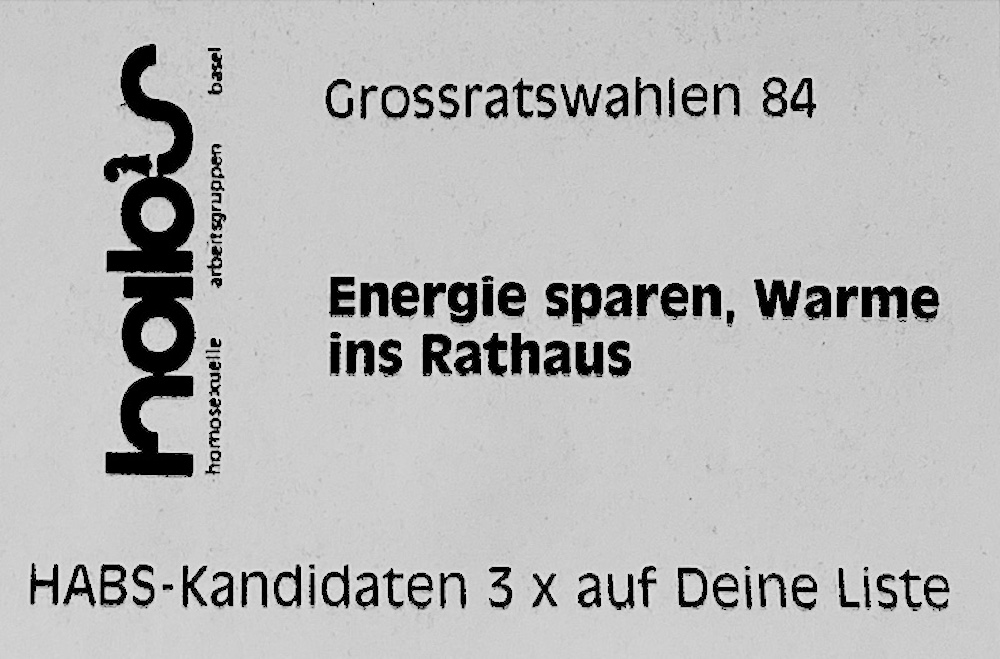 habs
homosexuelle arbeitsgruppen basel
Grossratswahlen 84
Energie sparen, Warme
ins Rathaus
HABS-Kandidaten 3 x auf Deine Liste